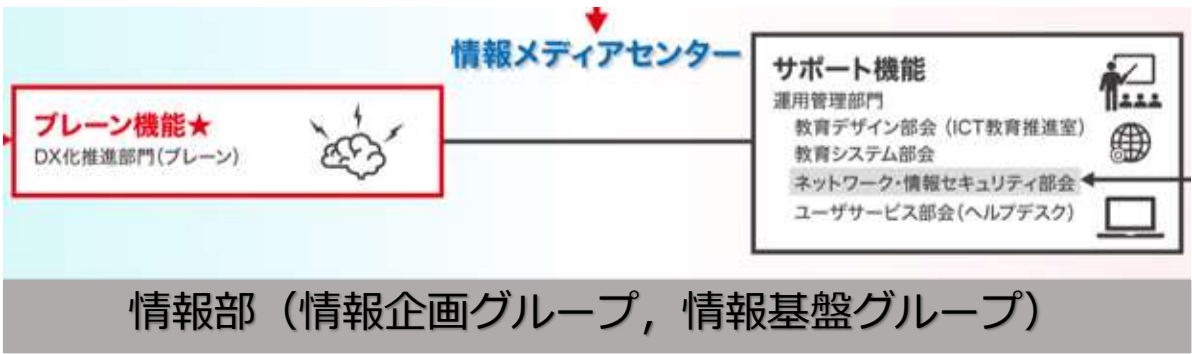 情報メディアセンター
ブレーン機能★
DX化推進部門(ブレーン)
サポート機能
運用管理部門
教育デザイン部会(ICT教育推進室)
教育システム部会
ネットワーク・情報セキュリティ部会
ユーザサービス部会(ヘルプデスク)
情報部(情報企画グループ,情報基盤グループ)